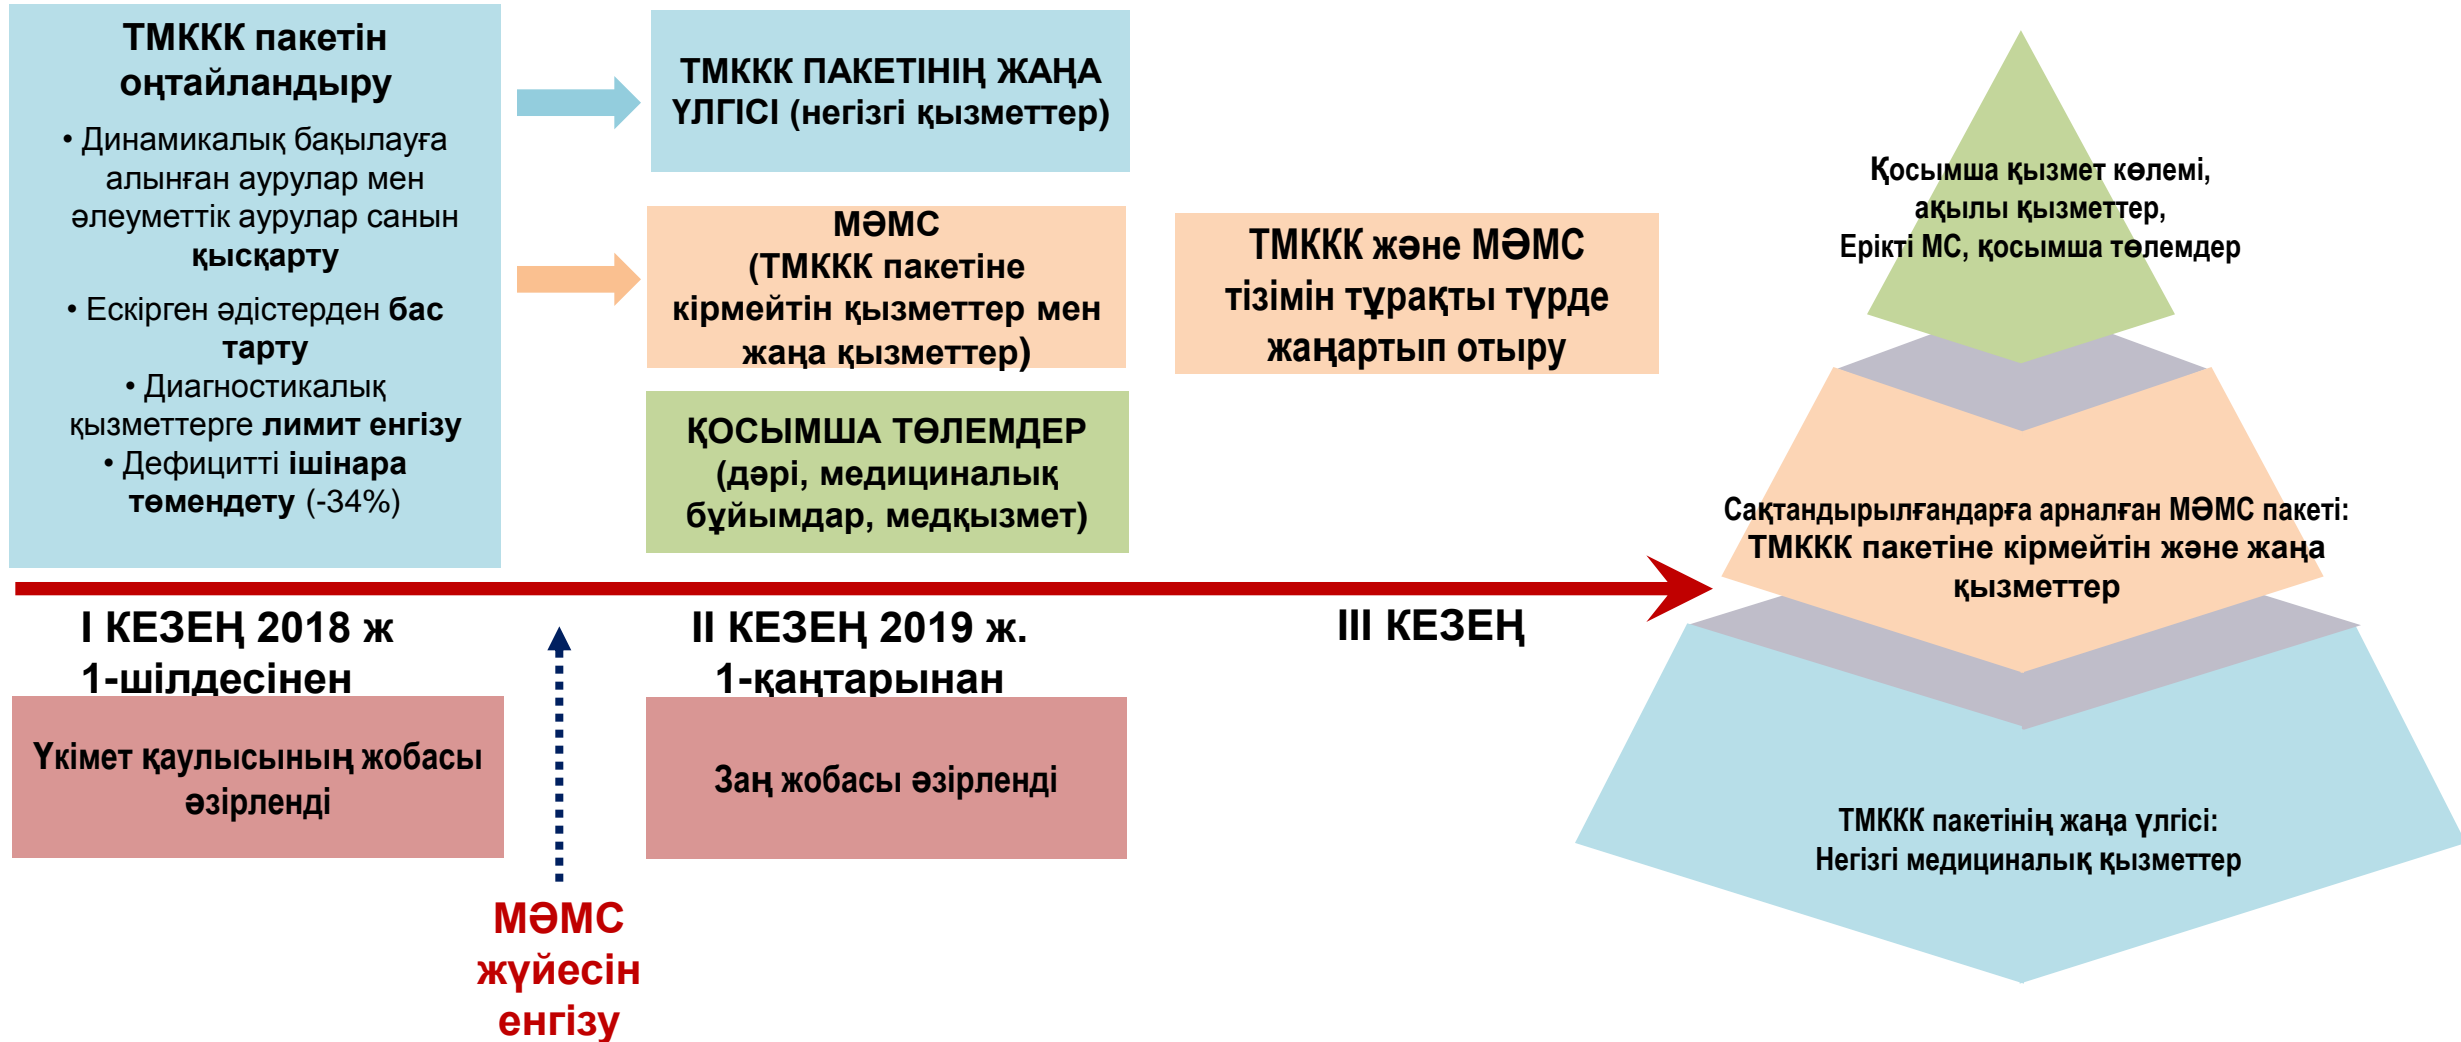 ТМККК пакетін
оңтайландыру
• Динамикалық бақылауға
алынған аурулар мен
әлеуметтік аурулар санын
қысқарту
• Ескірген әдістерден бас
тарту
• Диагностикалық
қызметтерге лимит енгізу
• Дефицитті ішінара
төмендету (-34%)
ТМККК ПАКЕТІНІҢ ЖАҢА
ҮЛГІСІ (негізгі қызметтер)
МӘМС
(ТМККК пакетіне
кірмейтін қызметтер мен
жаңа қызметтер)
ҚОСЫМША ТӨЛЕМДЕР
(дәрі, медициналық
бұйымдар, медқызмет)
ТМККК және МӘМС
тізімін тұрақты түрде
жаңартып отыру
I КЕЗЕҢ 2018 ж
1-шілдесінен
II КЕЗЕҢ 2019 ж.
1-қаңтарынан
III КЕЗЕҢ
Үкімет қаулысының жобасы
әзірленді
Заң жобасы әзірленді
МӘМС
жүйесін
енгізу
Қосымша қызмет көлемі,
ақылы қызметтер,
Ерікті МС, қосымша төлемдер
Сақтандырылғандарға арналған МӘМС пакеті:
ТМККК пакетіне кірмейтін және жаңа
қызметтер
ТМККК пакетінің жаңа үлгісі:
Негізгі медициналық қызметтер